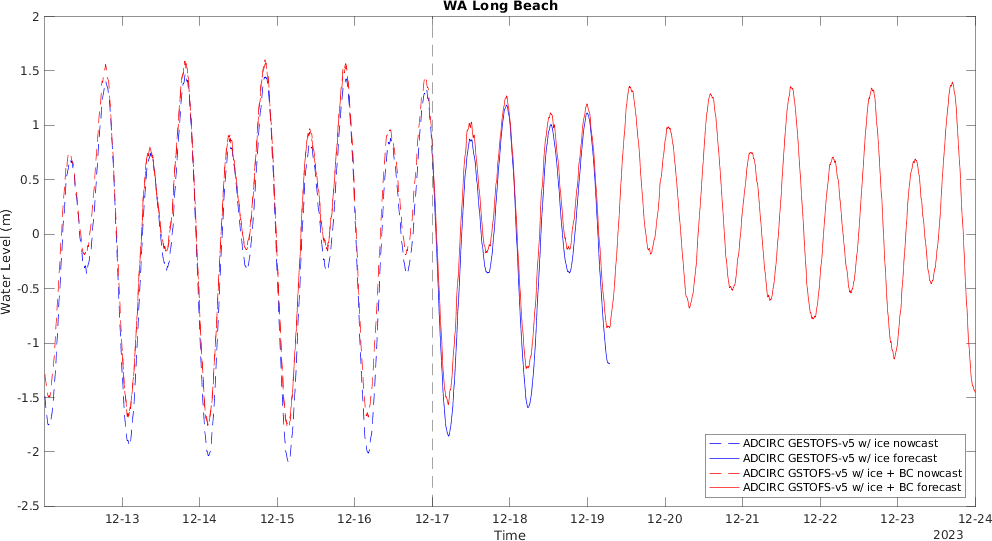 WA Long Beach
2
1.5
1
0.5
0
-0.5
-1
-1.5
-2
-2.5
Water Level (m)
ADCIRC GESTOFS-v5 w/ ice nowcast
ADCIRC GESTOFS-v5 w/ ice forecast
ADCIRC GSTOFS-v5 w/ ice + BC nowcast
ADCIRC GSTOFS-v5 w/ ice + BC forecast
12-13 12-14 12-15 12-16 12-17 12-18 12-19 12-20 12-21 12-22 12-23 12-24
Time
2023